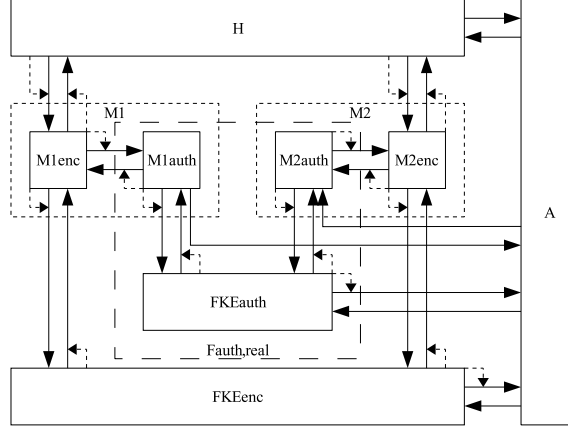 H
M1
M2
M1enc
M1auth
M2auth
M2enc
A
FKEauth
Fauth,real
FKEenc